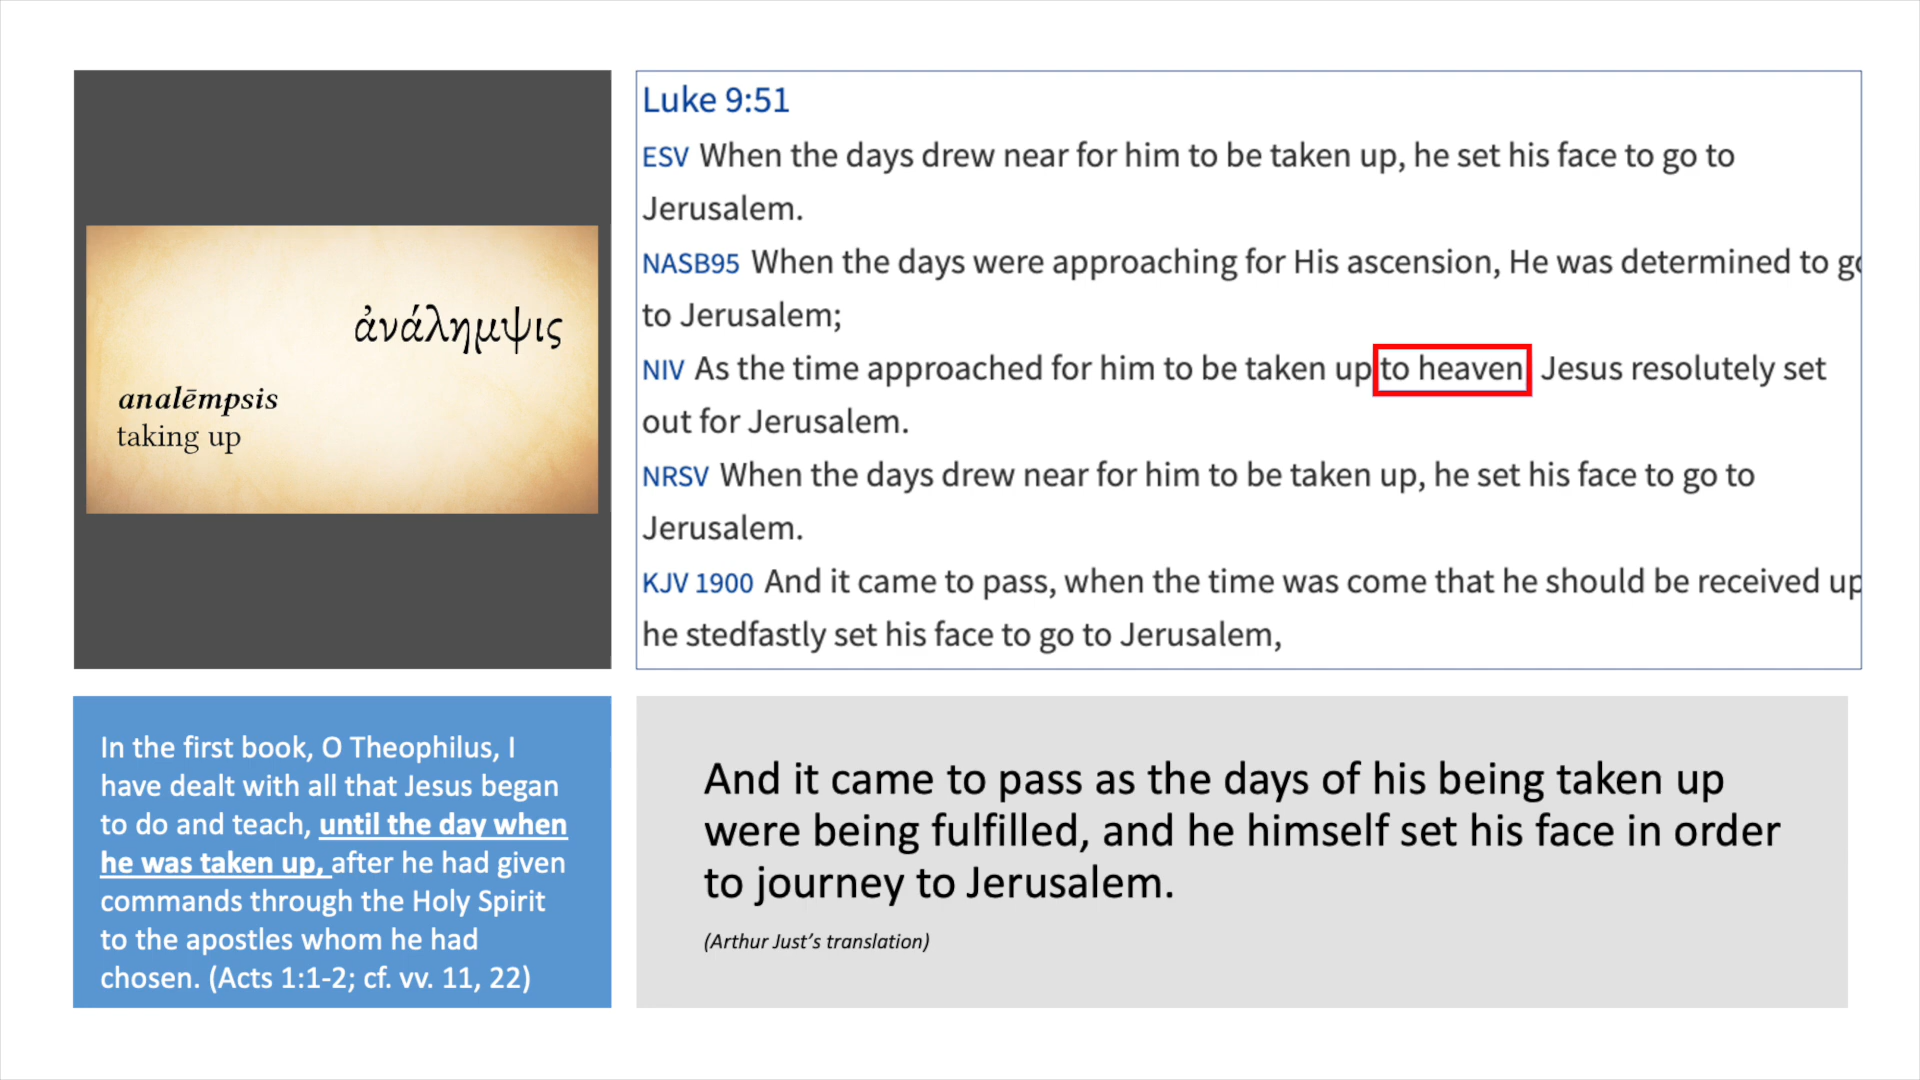 ἀνάλημψις
analēmpsis
taking up
Luke 9:51
ESV When the days drew near for him to be taken up, he set his face to go to
Jerusalem.
NASB95 When the days were approaching for His ascension, He was determined to go
to Jerusalem;
NIV As the time approached for him to be taken up to heaven, Jesus resolutely set
out for Jerusalem.
NRSV When the days drew near for him to be taken up, he set his face to go to
Jerusalem.
KJV 1900 And it came to pass, when the time was come that he should be received up
he stedfastly set his face to go to Jerusalem,
In the first book, O Theophilus, I
have dealt with all that Jesus began
to do and teach, until the day when
he was taken up, after he had given
commands through the Holy Spirit
to the apostles whom he had
chosen. (Acts 1:1-2; cf. vv. 11, 22)
And it came to pass as the days of his being taken up
were being fulfilled, and he himself set his face in order
to journey to Jerusalem.
(Arthur Just’s translation)